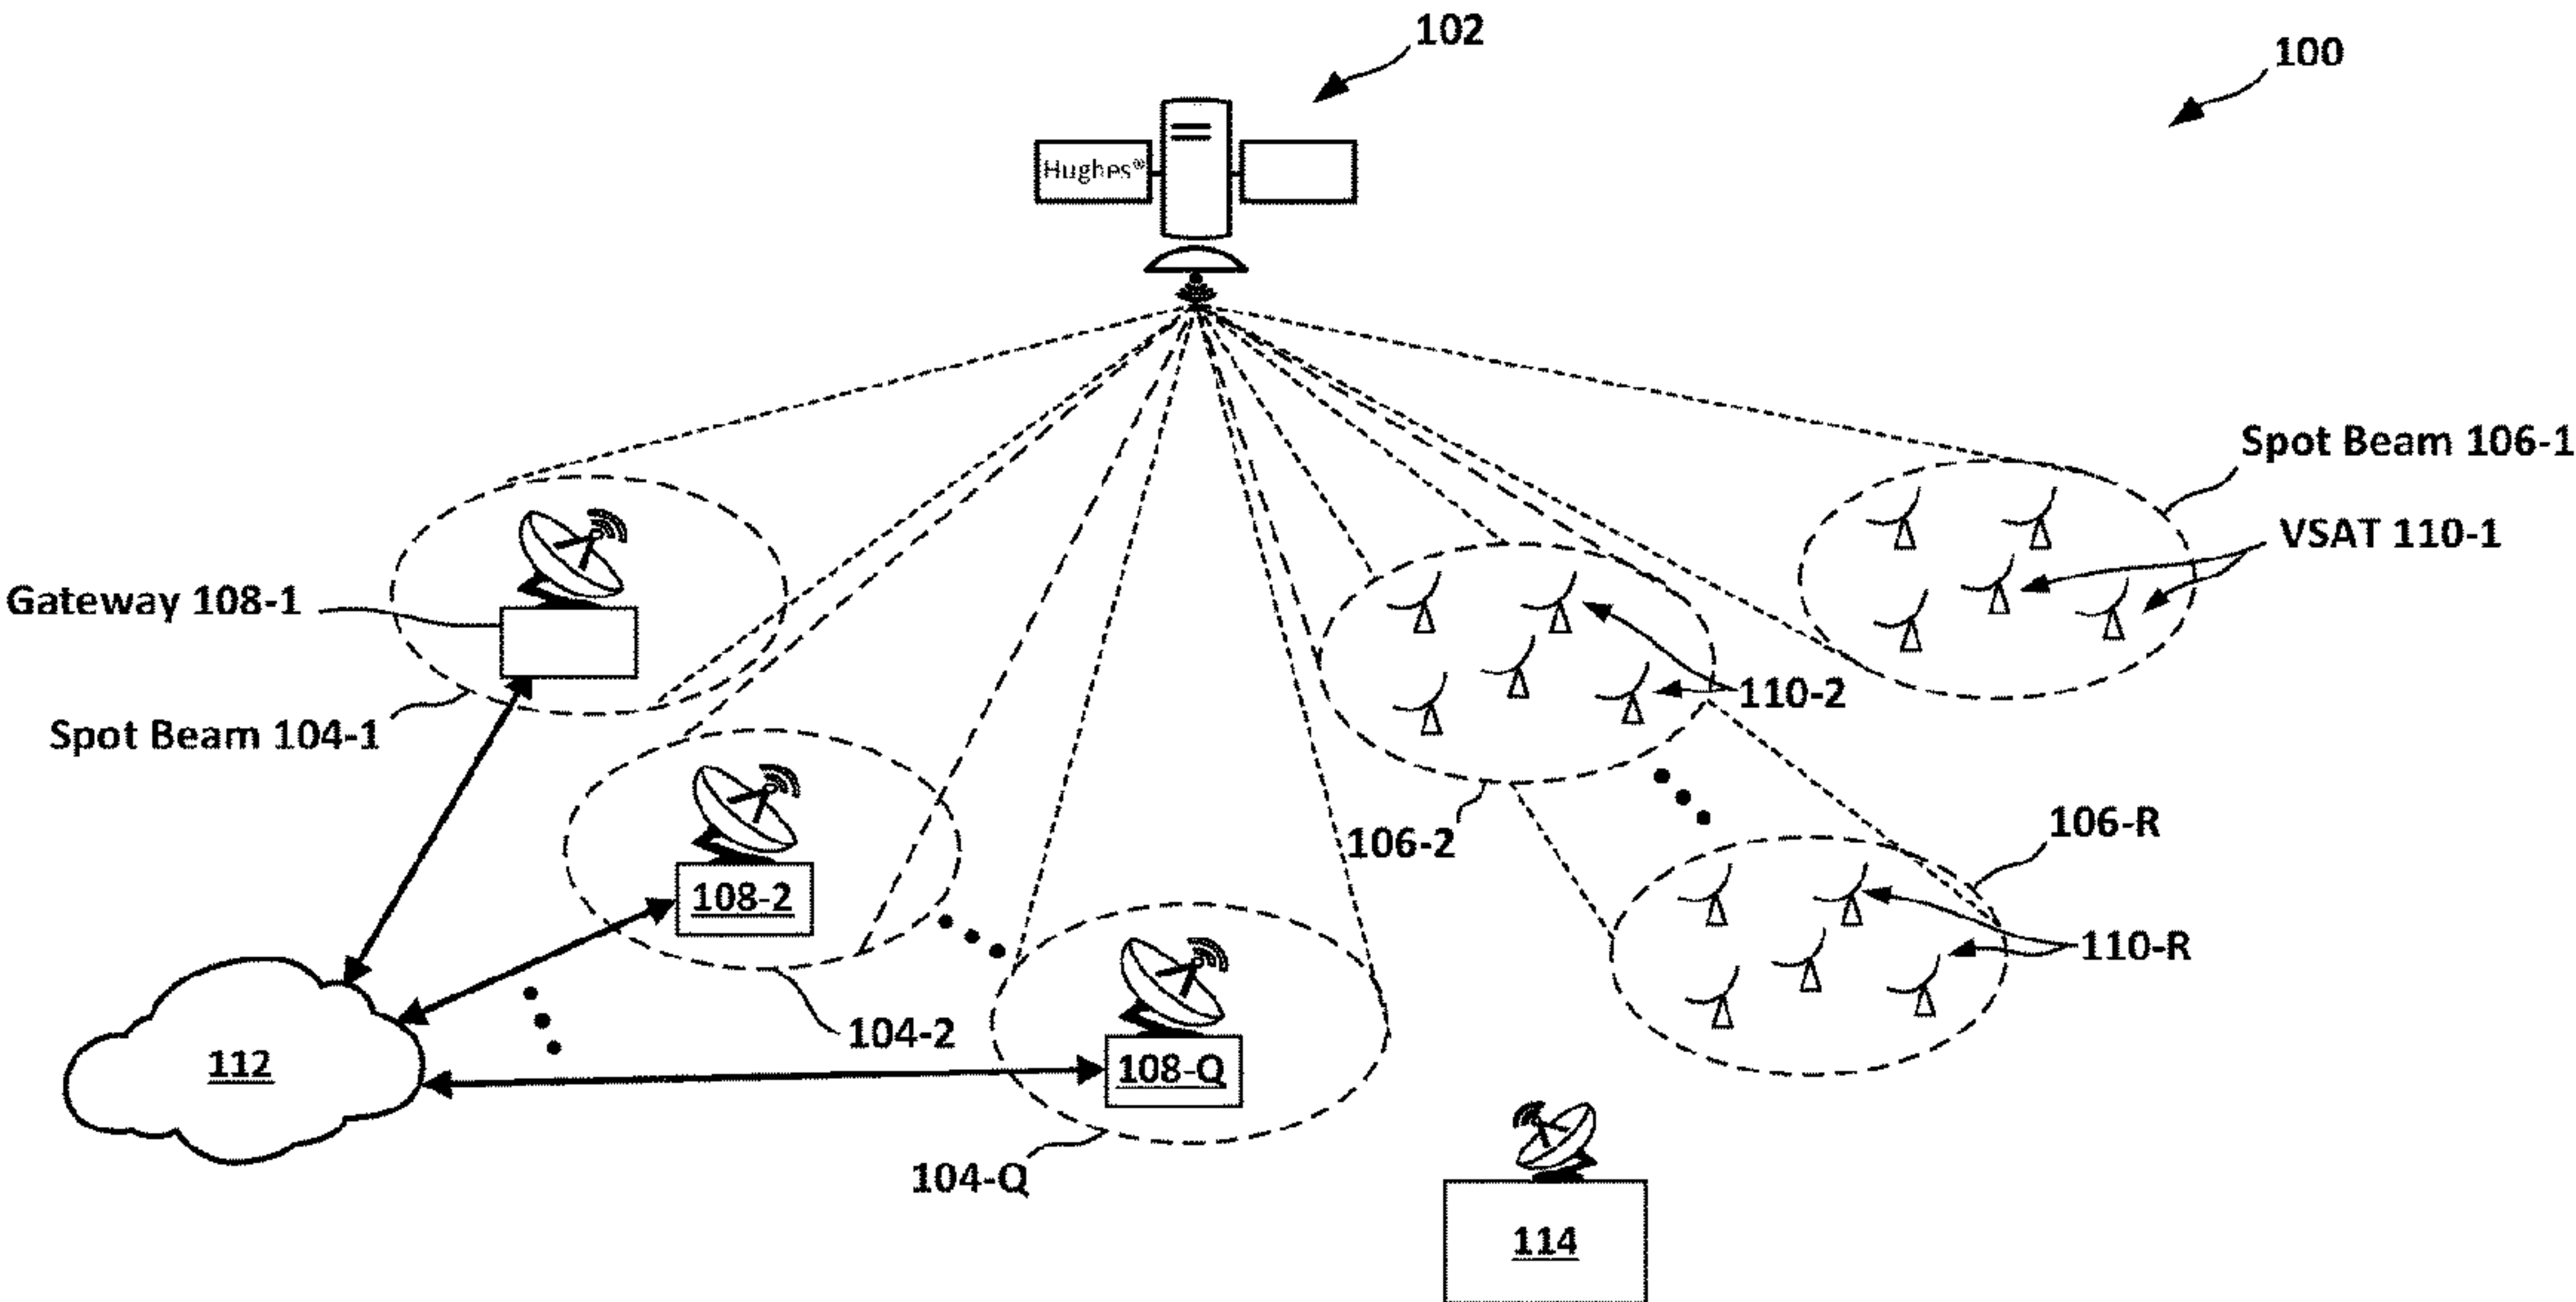 102
100
Hughes®
Spot Beam 106-1
VSAT 110-1
Gateway 108-1
110-2
Spot Beam 104-1
106-R
106-2
108-2
110-R
104-2
112
108-Q
104-Q
114